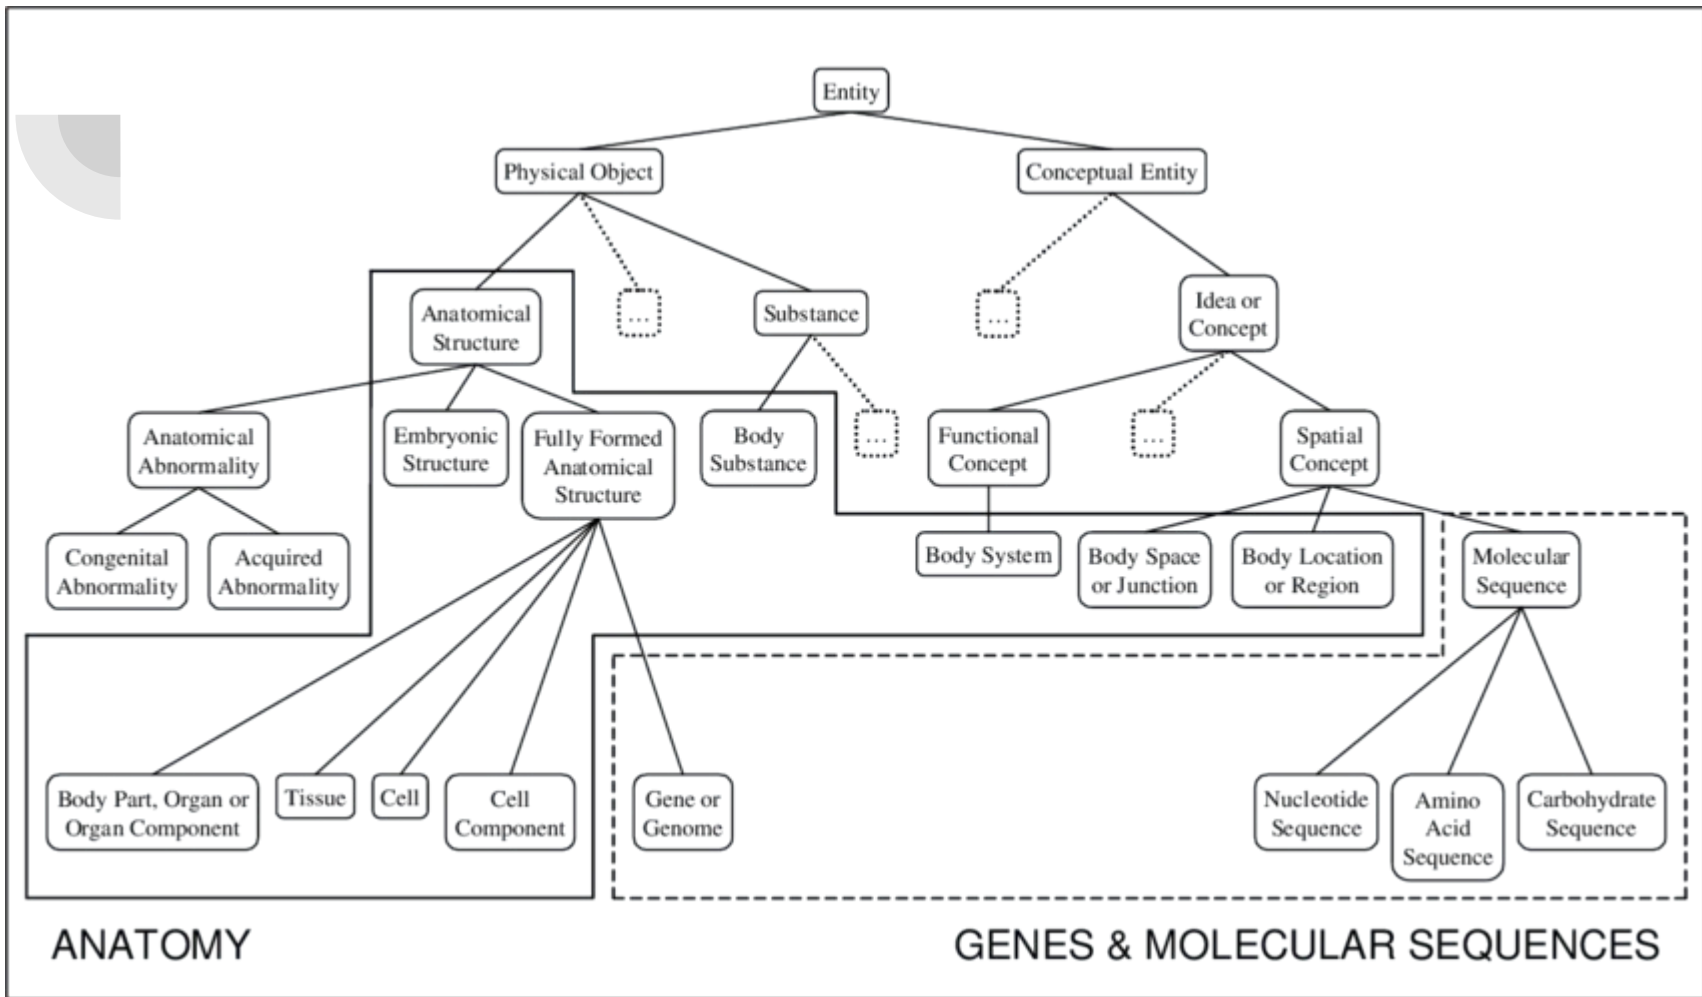 Entity
Physical Object
Conceptual Entity
Anatomical
Structure
...
Substance
...
Idea or
Concept
Anatomical
Abnormality
Embryonic
Structure
Fully Formed
Anatomical
Structure
Body
Substance
...
Functional
Concept
...
Spatial
Concept
Congenital
Abnormality
Acquired
Abnormality
Body System
Body Space
or Junction
Body Location
or Region
Molecular
Sequence
Body Part, Organ or
Organ Component
Tissue
Cell
Cell
Component
Gene or
Genome
Nucleotide
Sequence
Amino
Acid
Sequence
Carbohydrate
Sequence
ANATOMY
GENES & MOLECULAR SEQUENCES